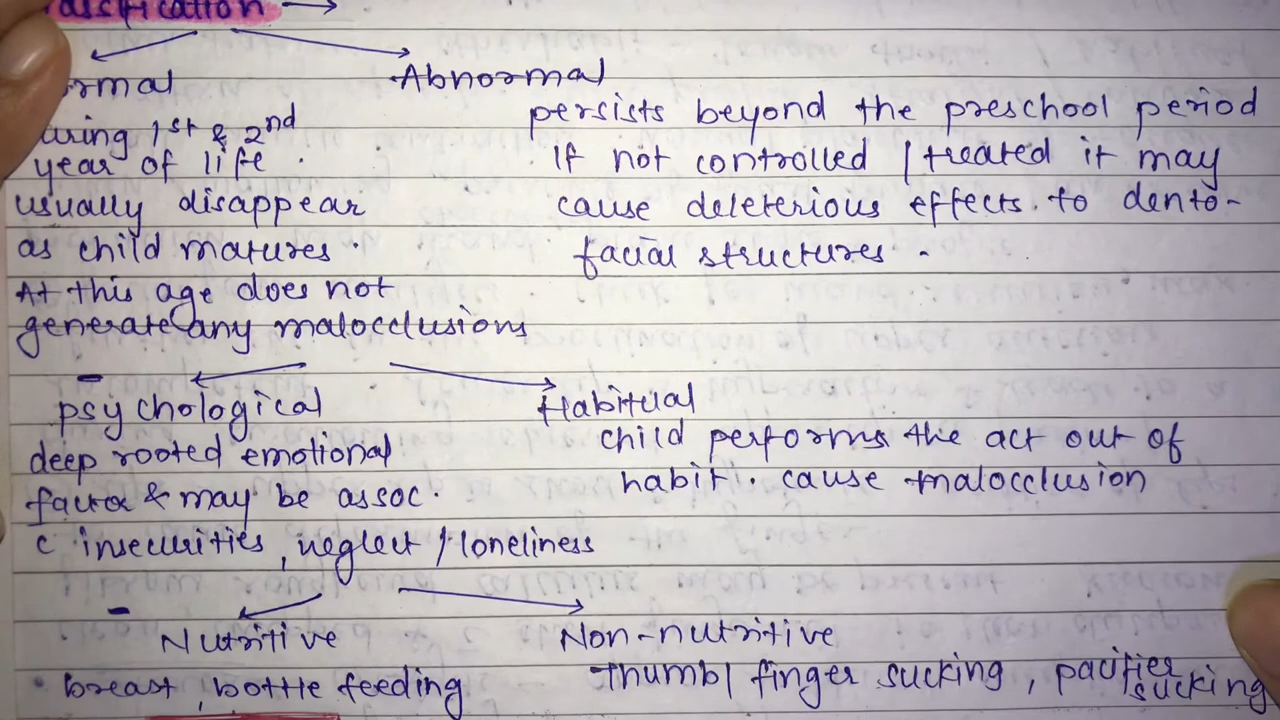 assification →
ormal Abnormal
uring 1st & 2nd
year of life.
usually disappear
as child matures.
At this age does not
generate any malocclusions
persists beyond the preschool period
If not controlled / treated it may
cause deleterious effects. to dento-
facial structures.
- psychological
deep rooted emotional
factor & may be assoc.
c insecurities, neglect / loneliness
Habitual
child performs the act out of
habit. cause malocclusion
- Nutritive
• breast, bottle feeding
Non-nutritive
Thumb/ finger sucking, pacifier
sucking